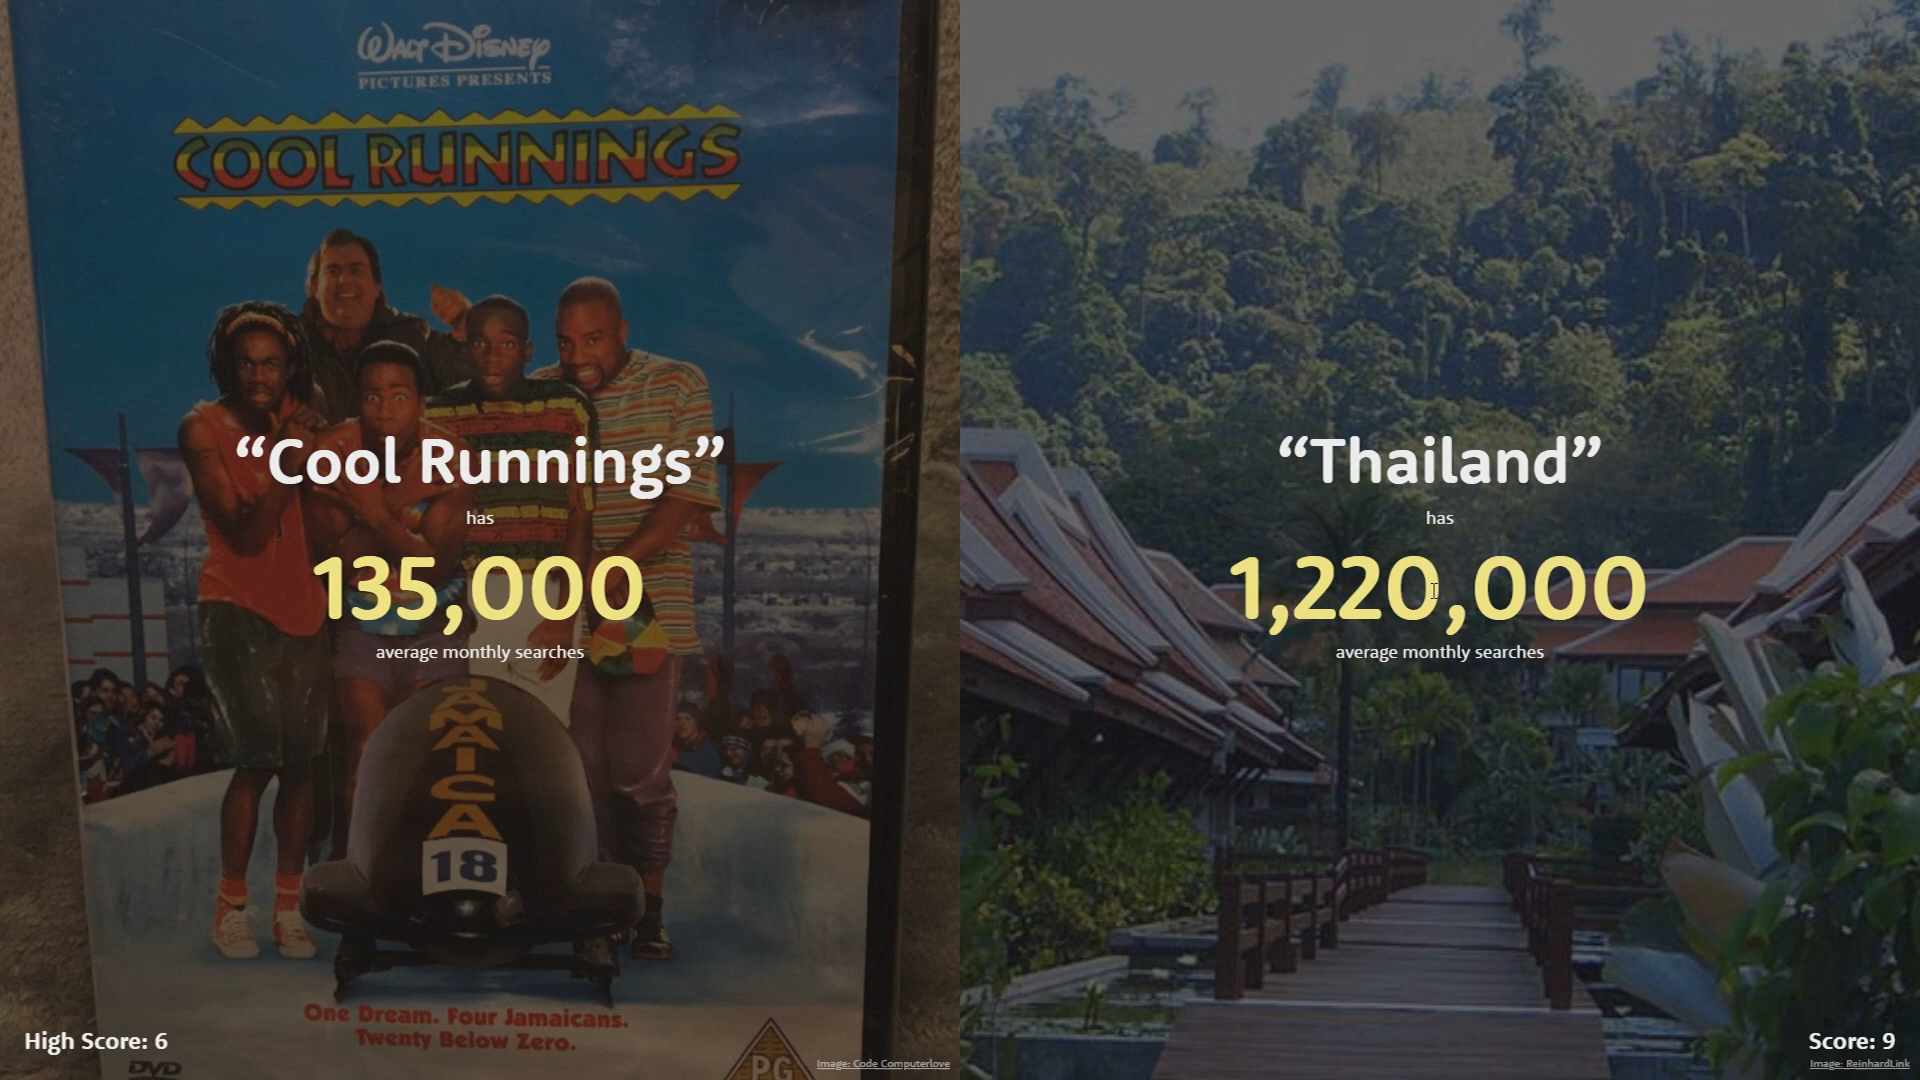 Walt Disney
PICTURES PRESENTS
COOL RUNNINGS
“Cool Runnings”
has
135,000
average monthly searches
JAMAICA
18
One Dream. Four Jamaicans.
Twenty Below Zero.
High Score: 6
DVD
PG
Image: Code Computerlove
“Thailand”
has
1,220,000
average monthly searches
Score: 9
Image: ReinhardLink